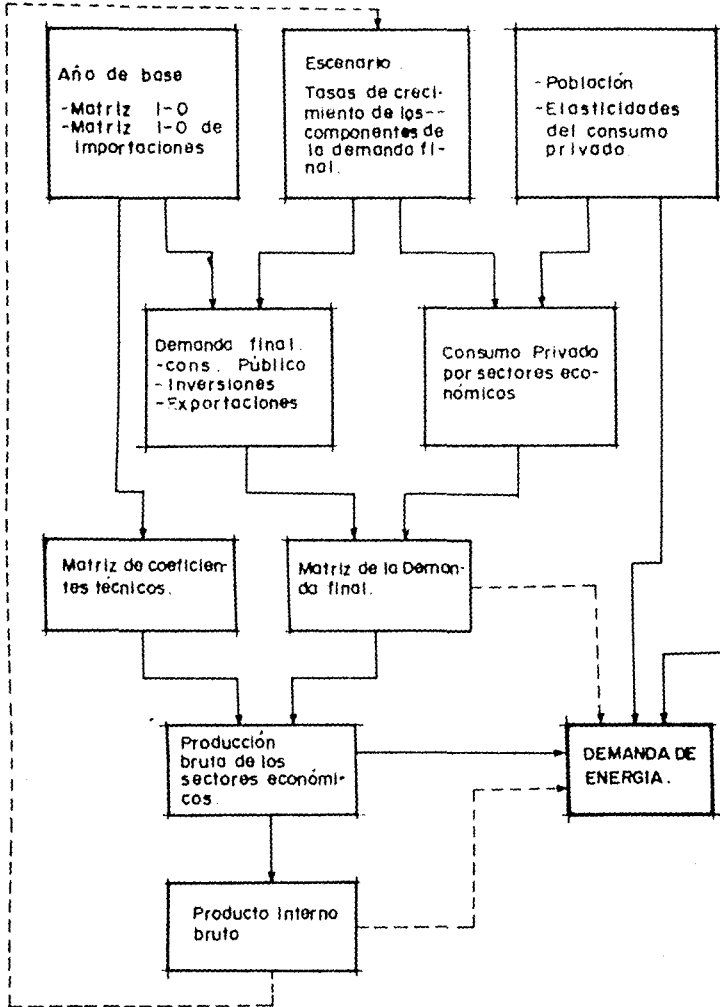 Año de base
-Matriz I-O
-Matriz I-O de
importaciones
Escenario.
Tasas de creci-
miento de los--
componentes de
la demanda fi-
nal.
-Población
-Elasticidades
del consumo
privado.
Demanda final.
-cons. Público
-Inversiones
-Exportaciones
Consumo Privado
por sectores eco-
nómicos
Matriz de coeficien-
tes técnicos.
Matriz de la Deman-
da final.
Producción
bruta de los
sectores económi-
cos.
DEMANDA DE
ENERGIA.
Producto Interno
bruto